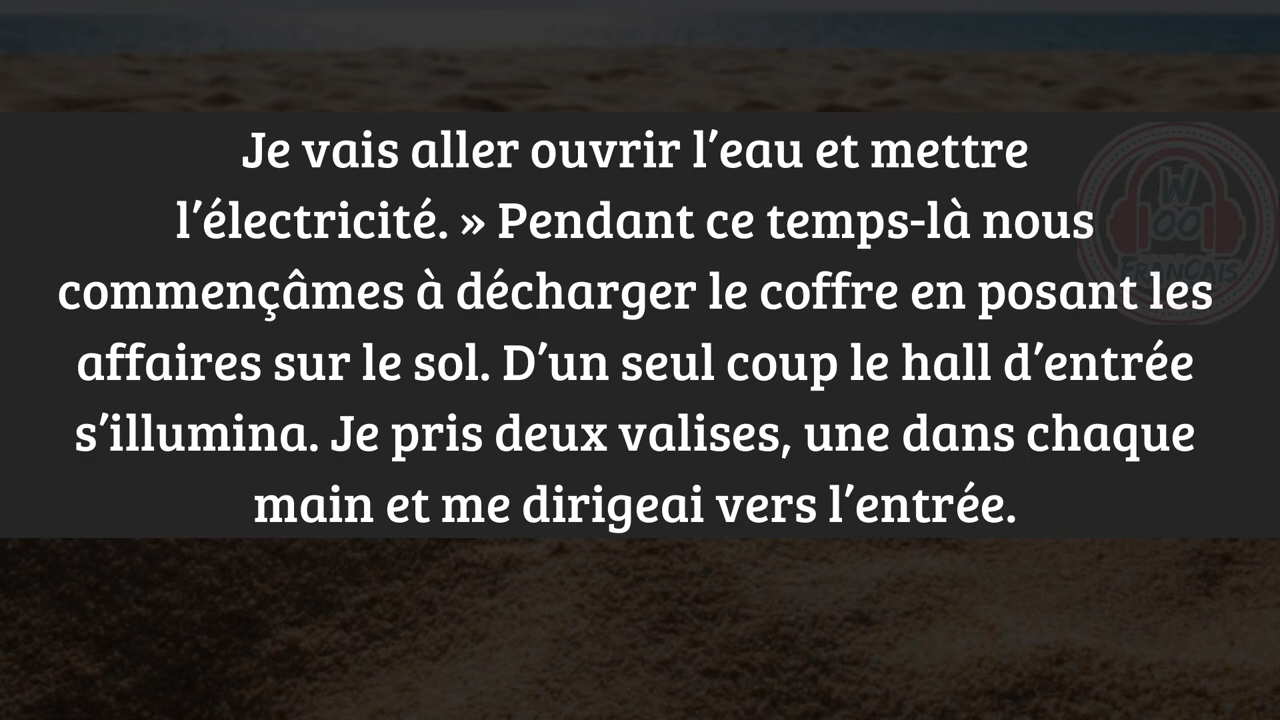 Je vais aller ouvrir l'eau et mettre
l'électricité. » Pendant ce temps-là nous
commençâmes à décharger le coffre en posant les
affaires sur le sol. D'un seul coup le hall d'entrée
s'illumina. Je pris deux valises, une dans chaque
main et me dirigeai vers l'entrée.
WOO
FRANÇAIS